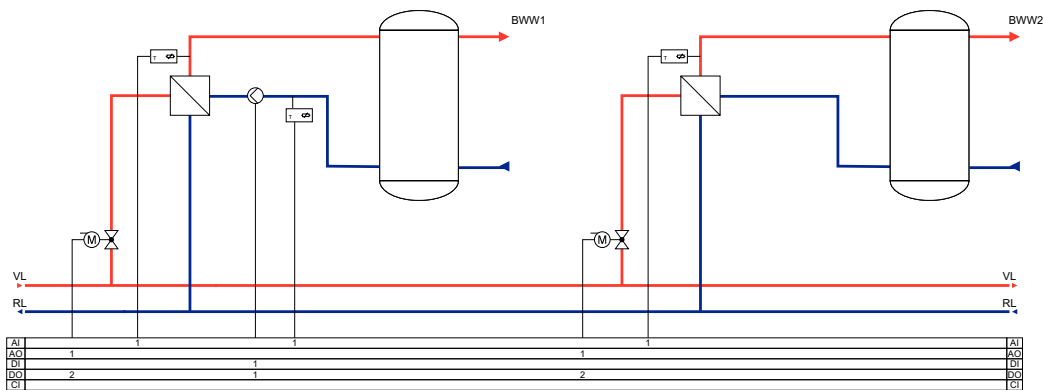 BWW1 BWW2
T $ T $
T $
M M
VL VL
RL RL
AI 1 1 1 AI
AO 1 1 AO
DI 1 DI
DO 2 1 2 DO
CI CI